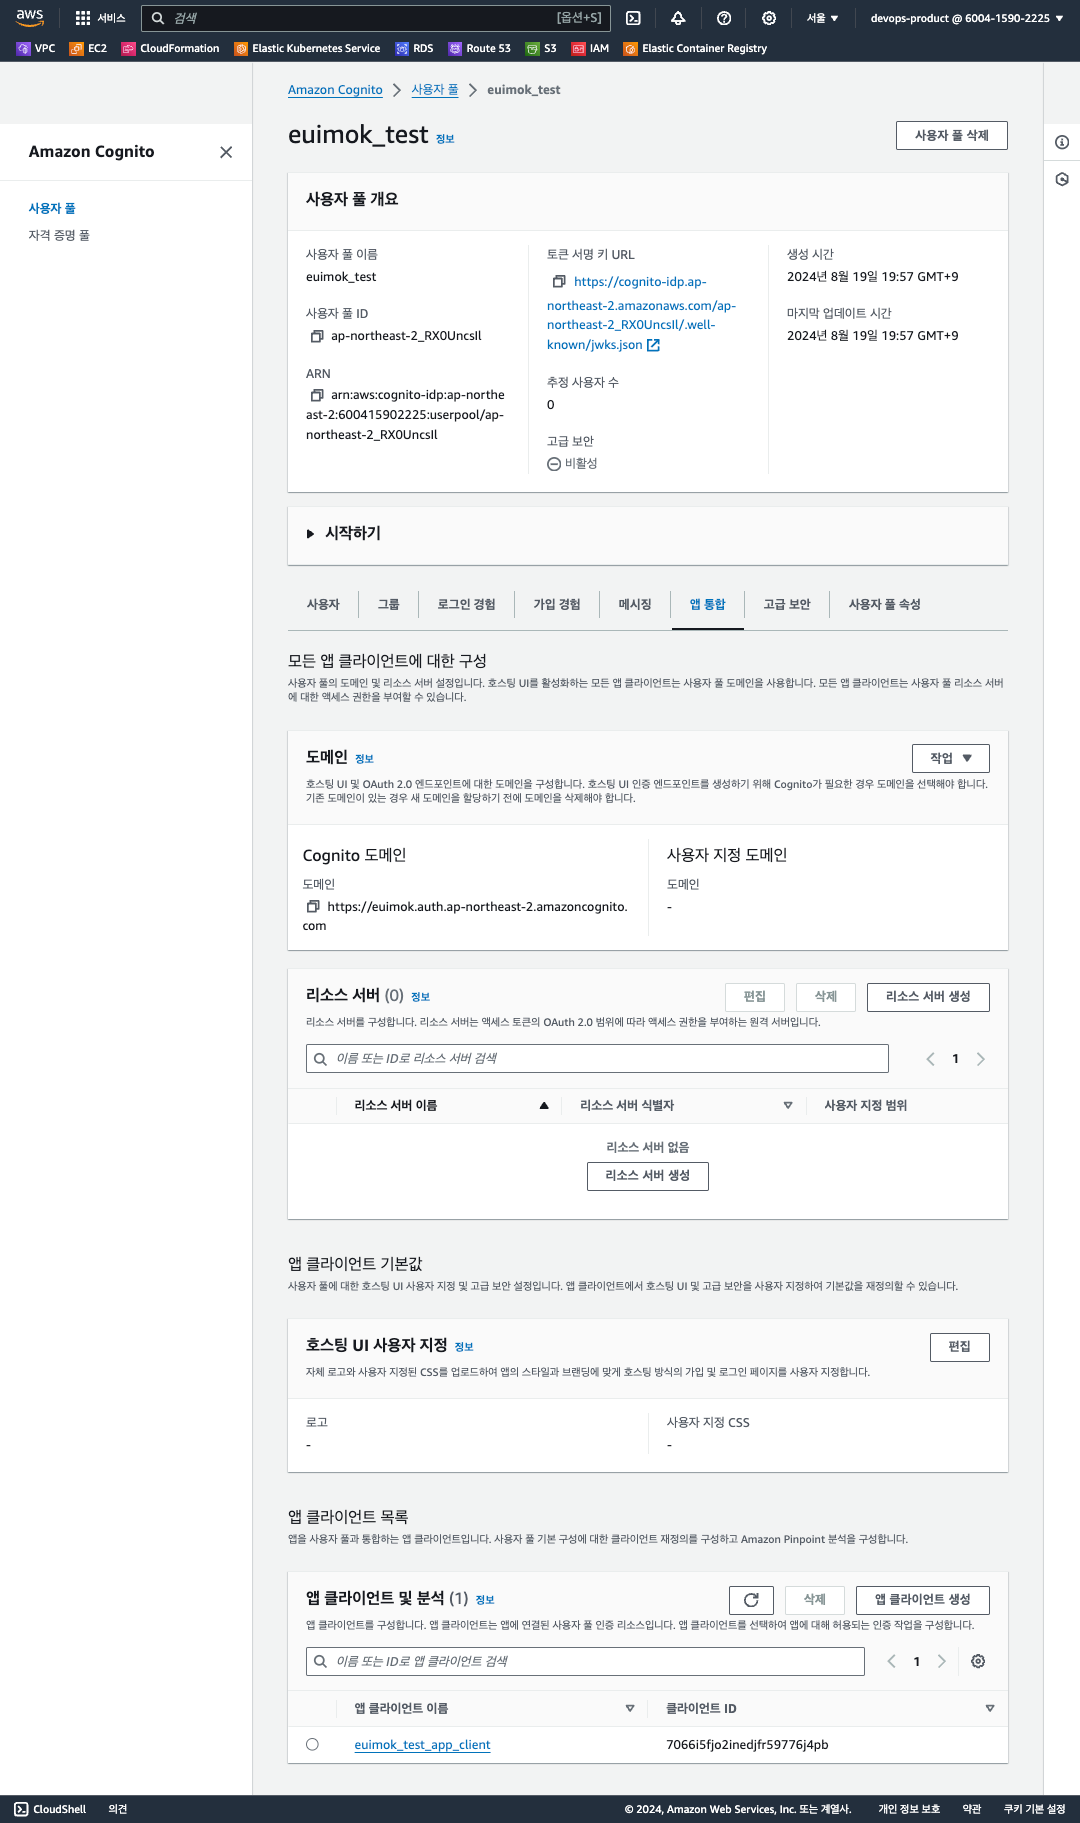 aws
서비스
검색
[옵션+S]
서울 ▼
devops-product @ 6004-1590-2225 ▼
VPC
EC2
CloudFormation
Elastic Kubernetes Service
RDS
Route 53
S3
IAM
Elastic Container Registry
Amazon Cognito
사용자 풀
자격 증명 풀
Amazon Cognito > 사용자 풀 > euimok_test
euimok_test 정보
사용자 풀 삭제
사용자 풀 개요
사용자 풀 이름
euimok_test
사용자 풀 ID
ap-northeast-2_RX0UncsIl
ARN
arn:aws:cognito-idp:ap-northe
ast-2:600415902225:userpool/ap-
northeast-2_RX0UncsIl
토큰 서명 키 URL
https://cognito-idp.ap-
northeast-2.amazonaws.com/ap-
northeast-2_RX0UncsIl/.well-
known/jwks.json
추정 사용자 수
0
고급 보안
비활성
생성 시간
2024년 8월 19일 19:57 GMT+9
마지막 업데이트 시간
2024년 8월 19일 19:57 GMT+9
시작하기
사용자
그룹
로그인 경험
가입 경험
메시징
앱 통합
고급 보안
사용자 풀 속성
모든 앱 클라이언트에 대한 구성
사용자 풀의 도메인 및 리소스 서버 설정입니다. 호스팅 UI를 활성화하는 모든 앱 클라이언트는 사용자 풀 도메인을 사용합니다. 모든 앱 클라이언트는 사용자 풀 리소스 서버
에 대한 액세스 권한을 부여할 수 있습니다.
도메인 정보
작업 ▼
호스팅 UI 및 OAuth 2.0 엔드포인트에 대한 도메인을 구성합니다. 호스팅 UI 인증 엔드포인트를 생성하기 위해 Cognito가 필요한 경우 도메인을 선택해야 합니다.
기존 도메인이 있는 경우 새 도메인을 할당하기 전에 도메인을 삭제해야 합니다.
Cognito 도메인
도메인
https://euimok.auth.ap-northeast-2.amazoncognito.
com
사용자 지정 도메인
도메인
-
리소스 서버 (0) 정보
편집
삭제
리소스 서버 생성
리소스 서버를 구성합니다. 리소스 서버는 액세스 토큰의 OAuth 2.0 범위에 따라 액세스 권한을 부여하는 원격 서버입니다.
이름 또는 ID로 리소스 서버 검색
1
리소스 서버 이름
리소스 서버 식별자
사용자 지정 범위
리소스 서버 없음
리소스 서버 생성
앱 클라이언트 기본값
사용자 풀에 대한 호스팅 UI 사용자 지정 및 고급 보안 설정입니다. 앱 클라이언트에서 호스팅 UI 및 고급 보안을 사용자 지정하여 기본값을 재정의할 수 있습니다.
호스팅 UI 사용자 지정 정보
편집
자체 로고와 사용자 지정된 CSS를 업로드하여 앱의 스타일과 브랜딩에 맞게 호스팅 방식의 가입 및 로그인 페이지를 사용자 지정합니다.
로고
-
사용자 지정 CSS
-
앱 클라이언트 목록
앱을 사용자 풀과 통합하는 앱 클라이언트입니다. 사용자 풀 기본 구성에 대한 클라이언트 재정의를 구성하고 Amazon Pinpoint 분석을 구성합니다.
앱 클라이언트 및 분석 (1) 정보
삭제
앱 클라이언트 생성
앱 클라이언트를 구성합니다. 앱 클라이언트는 앱에 연결된 사용자 풀 인증 리소스입니다. 앱 클라이언트를 선택하여 앱에 대해 허용되는 인증 작업을 구성합니다.
이름 또는 ID로 앱 클라이언트 검색
1
앱 클라이언트 이름
클라이언트 ID
euimok_test_app_client
7066i5fjo2inedjfr59776j4pb
CloudShell
의견
© 2024, Amazon Web Services, Inc. 또는 계열사.
개인 정보 보호
약관
쿠키 기본 설정